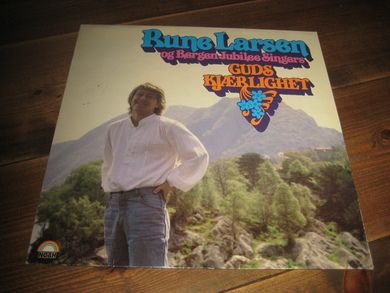 Rune Larsen
og Bergen Jubilee Singers
GUDS
KJÆRLIGHET